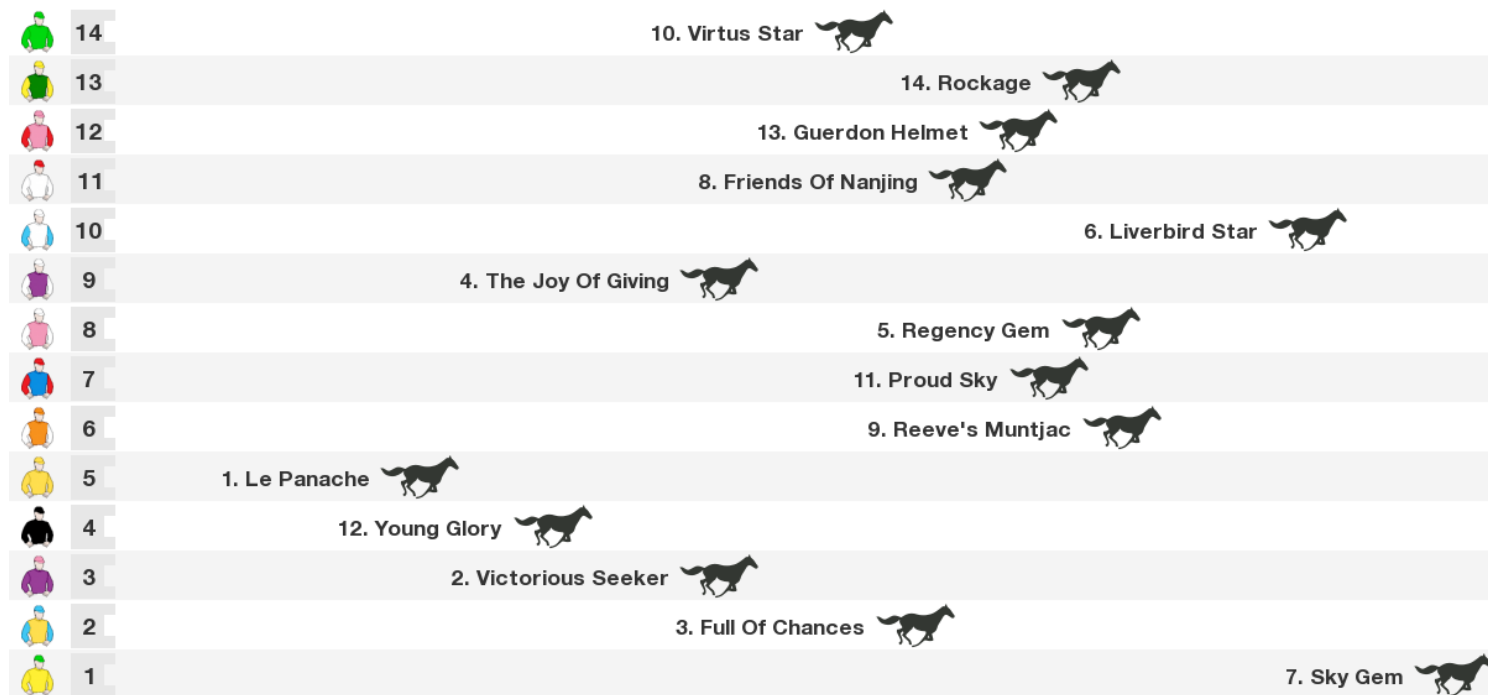 14 10. Virtus Star
13 14. Rockage
12 13. Guerdon Helmet
11 8. Friends Of Nanjing
10 6. Liverbird Star
9 4. The Joy Of Giving
8 5. Regency Gem
7 11. Proud Sky
6 9. Reeve's Muntjac
5 1. Le Panache
4 12. Young Glory
3 2. Victorious Seeker
2 3. Full Of Chances
1 7. Sky Gem